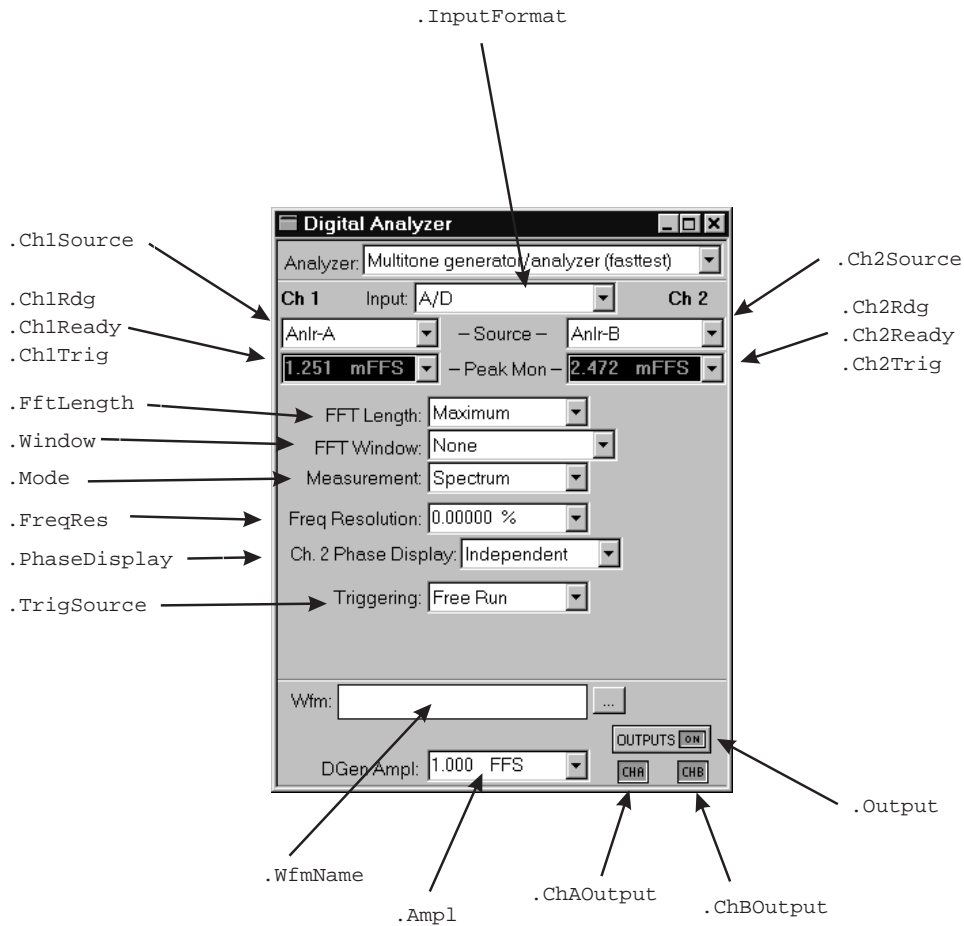 .InputFormat
Digital Analyzer
.Ch1Source
Analyzer: Multitone generator/analyzer (fasttest)
.Ch2Source
.Ch1Rdg
.Ch1Ready
.Ch1Trig
Ch 1 Input: A/D Ch 2
.Ch2Rdg
.Ch2Ready
.Ch2Trig
Anlr-A – Source – Anlr-B
1.251 mFFS – Peak Mon – 2.472 mFFS
.FftLength
FFT Length: Maximum
.Window
FFT Window: None
.Mode
Measurement: Spectrum
.FreqRes
Freq Resolution: 0.00000 %
.PhaseDisplay
Ch. 2 Phase Display: Independent
.TrigSource
Triggering: Free Run
Wfm: ...
OUTPUTS ON
DGen Ampl: 1.000 FFS CHA CHB
.Output
.WfmName
.Ampl
.ChAOutput
.ChBOutput